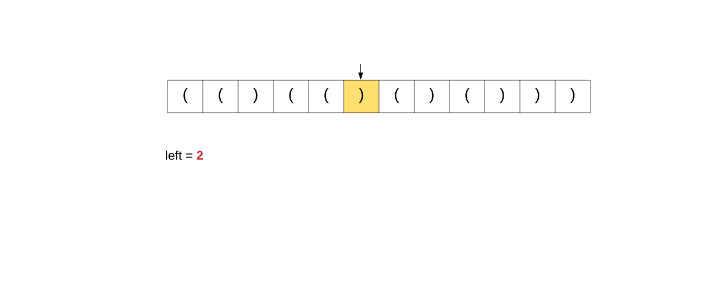 ( ( ) ( ( ) ( ) ( ) ) )
left = 2